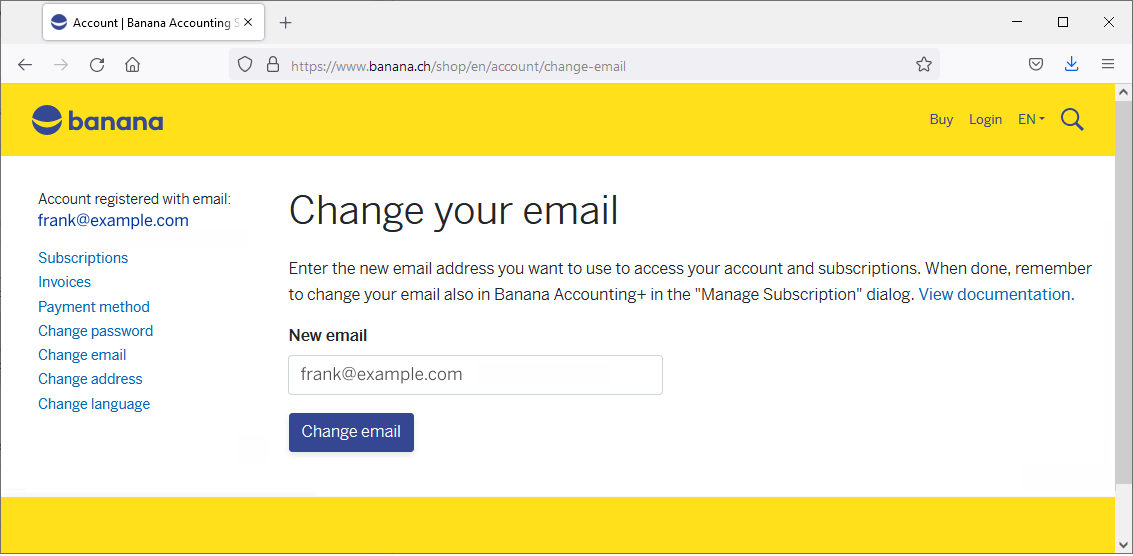 Account | Banana Accounting S
https://www.banana.ch/shop/en/account/change-email
banana
Buy Login EN
Account registered with email:
frank@example.com
Subscriptions
Invoices
Payment method
Change password
Change email
Change address
Change language
Change your email
Enter the new email address you want to use to access your account and subscriptions. When done, remember
to change your email also in Banana Accounting+ in the "Manage Subscription" dialog. View documentation.
New email
frank@example.com
Change email